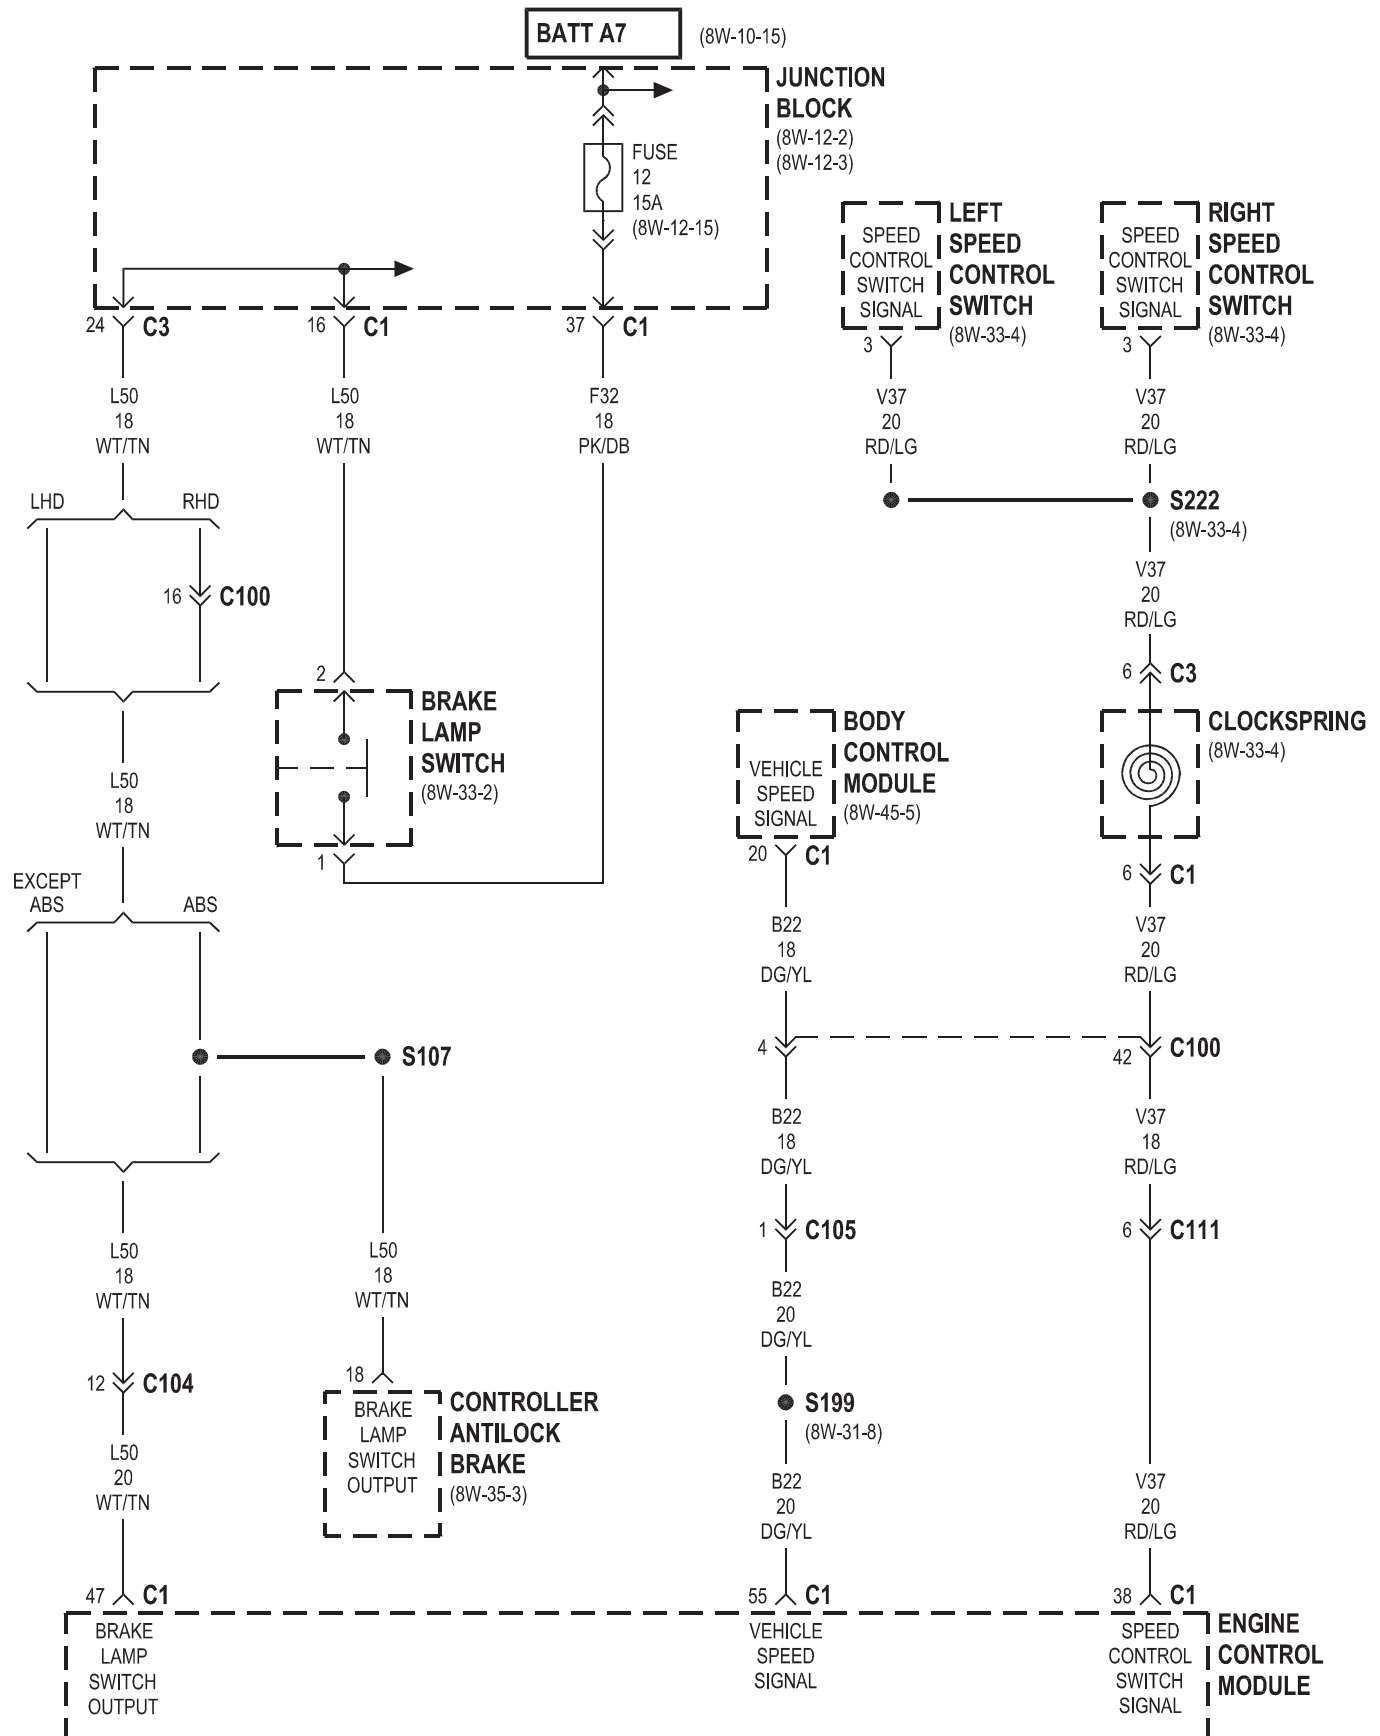 BATT A7
(8W-10-15)
JUNCTION
BLOCK
(8W-12-2)
(8W-12-3)
FUSE
12
15A
(8W-12-15)
24
C3
16
C1
37
C1
SPEED
CONTROL
SWITCH
SIGNAL
LEFT
SPEED
CONTROL
SWITCH
(8W-33-4)
3
SPEED
CONTROL
SWITCH
SIGNAL
RIGHT
SPEED
CONTROL
SWITCH
(8W-33-4)
3
L50
18
WT/TN
L50
18
WT/TN
F32
18
PK/DB
V37
20
RD/LG
V37
20
RD/LG
S222
(8W-33-4)
LHD
RHD
16
C100
V37
20
RD/LG
6
C3
2
BRAKE
LAMP
SWITCH
(8W-33-2)
1
BODY
CONTROL
MODULE
(8W-45-5)
VEHICLE
SPEED
SIGNAL
20
C1
CLOCKSPRING
(8W-33-4)
6
C1
L50
18
WT/TN
EXCEPT
ABS
ABS
B22
18
DG/YL
V37
20
RD/LG
S107
4
42
C100
B22
18
DG/YL
V37
18
RD/LG
1
C105
6
C111
L50
18
WT/TN
L50
18
WT/TN
B22
20
DG/YL
12
C104
18
BRAKE
LAMP
SWITCH
OUTPUT
CONTROLLER
ANTILOCK
BRAKE
(8W-35-3)
S199
(8W-31-8)
L50
20
WT/TN
B22
20
DG/YL
V37
20
RD/LG
47
C1
55
C1
38
C1
BRAKE
LAMP
SWITCH
OUTPUT
VEHICLE
SPEED
SIGNAL
SPEED
CONTROL
SWITCH
SIGNAL
ENGINE
CONTROL
MODULE